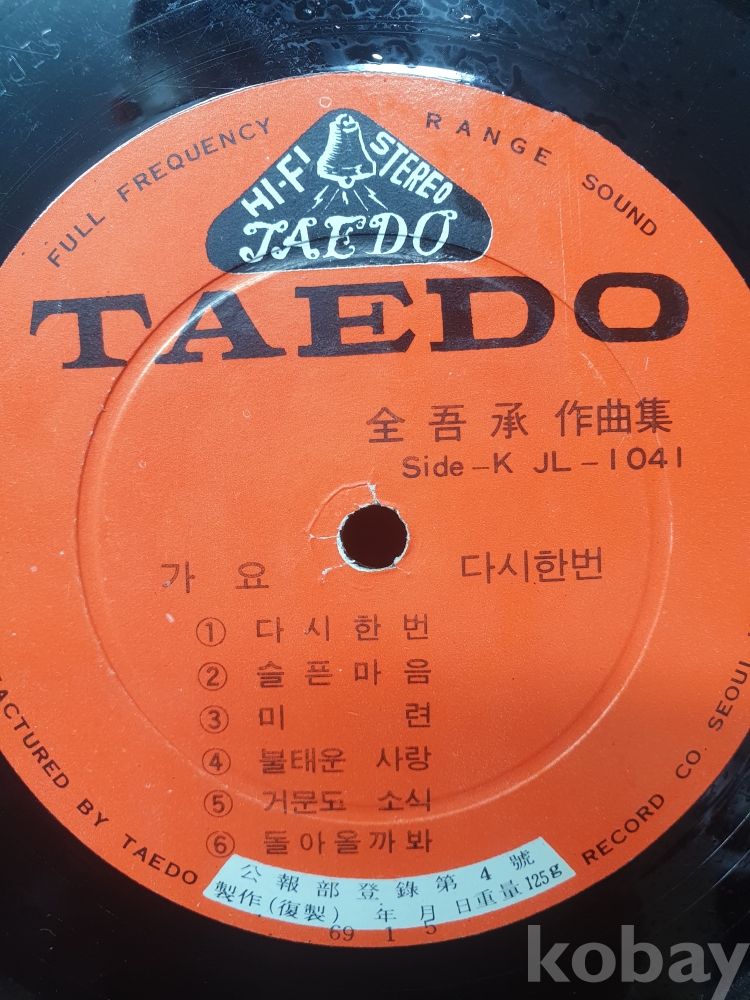 FULL FREQUENCY RANGE SOUND
HI-FI STEREO
TAEDO
TAEDO
全吾承 作曲集
Side-K JL-1041
가요 다시한번
① 다시한번
② 슬픈마음
③ 미련
④ 불태운 사랑
⑤ 거문도 소식
⑥ 돌아올까봐
公報部登錄第4號
製作(復製) 年 月 日 重量125g
69 1 5
ACTURED BY TAEDO RECORD CO. SEOUL
kobay